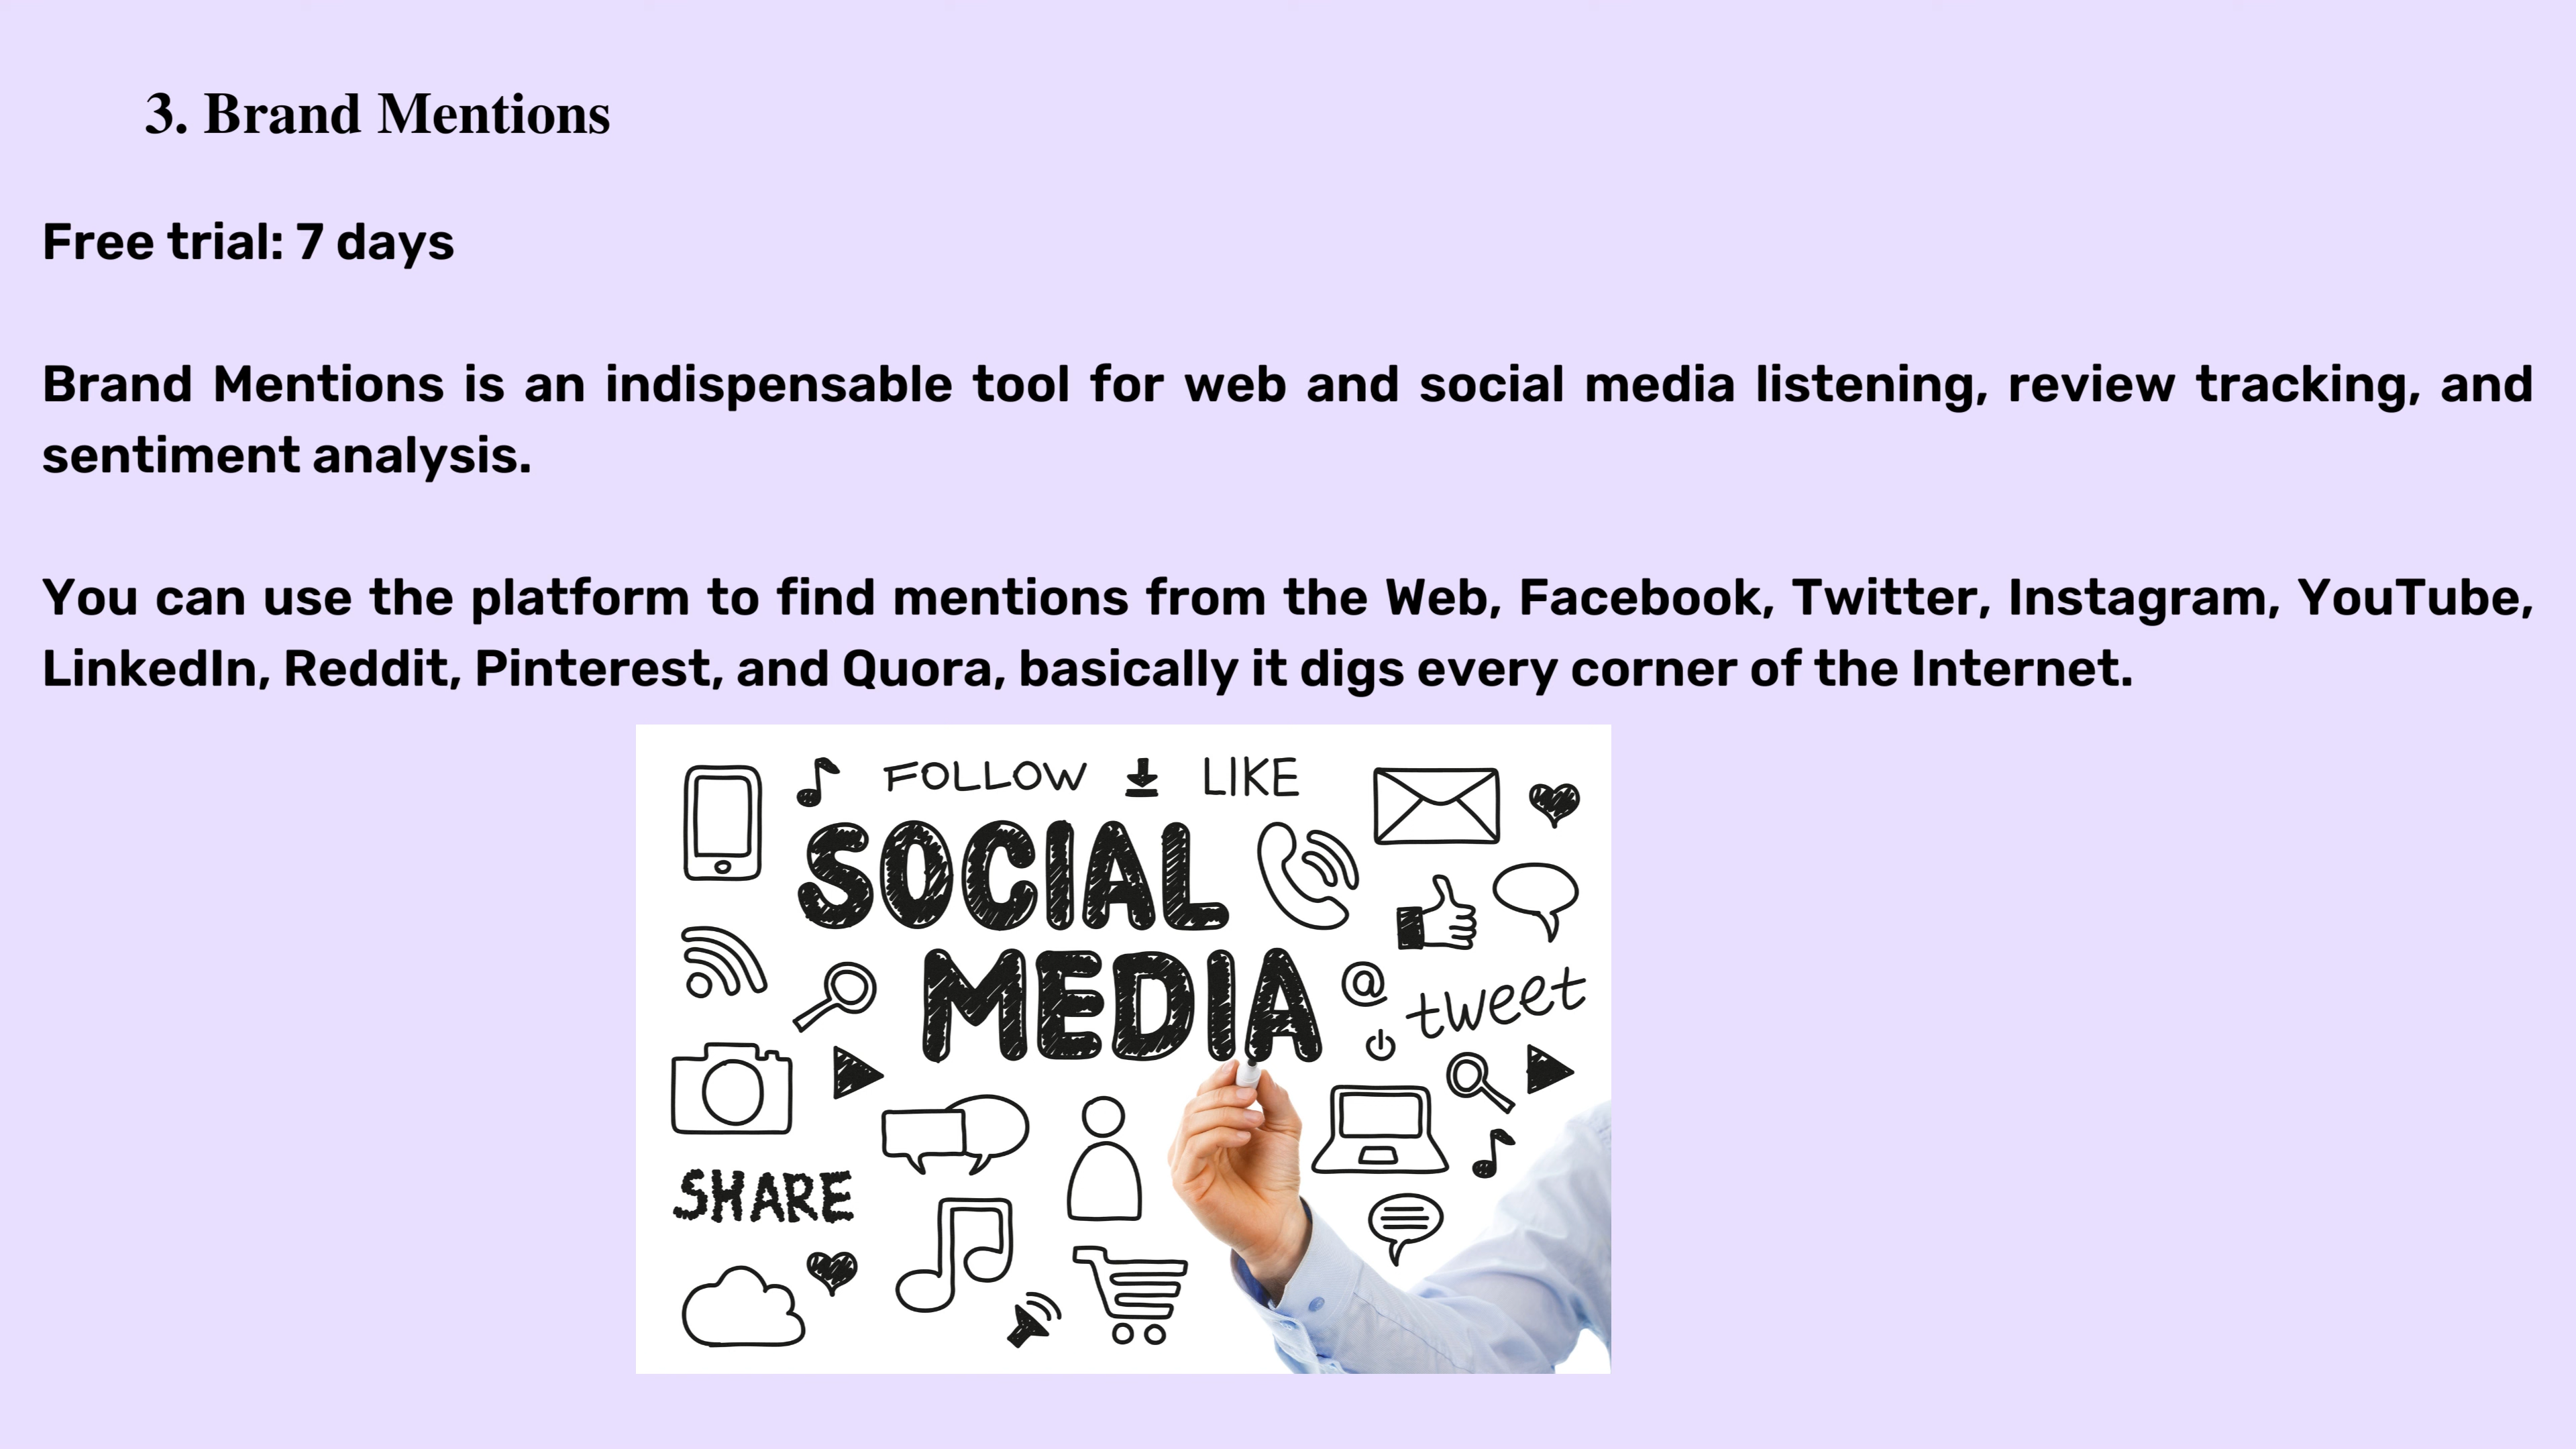 3. Brand Mentions
Free trial: 7 days
Brand Mentions is an indispensable tool for web and social media listening, review tracking, and
sentiment analysis.
You can use the platform to find mentions from the Web, Facebook, Twitter, Instagram, YouTube,
LinkedIn, Reddit, Pinterest, and Quora, basically it digs every corner of the Internet.
FOLLOW LIKE
SOCIAL
MEDIA
@ tweet
SHARE